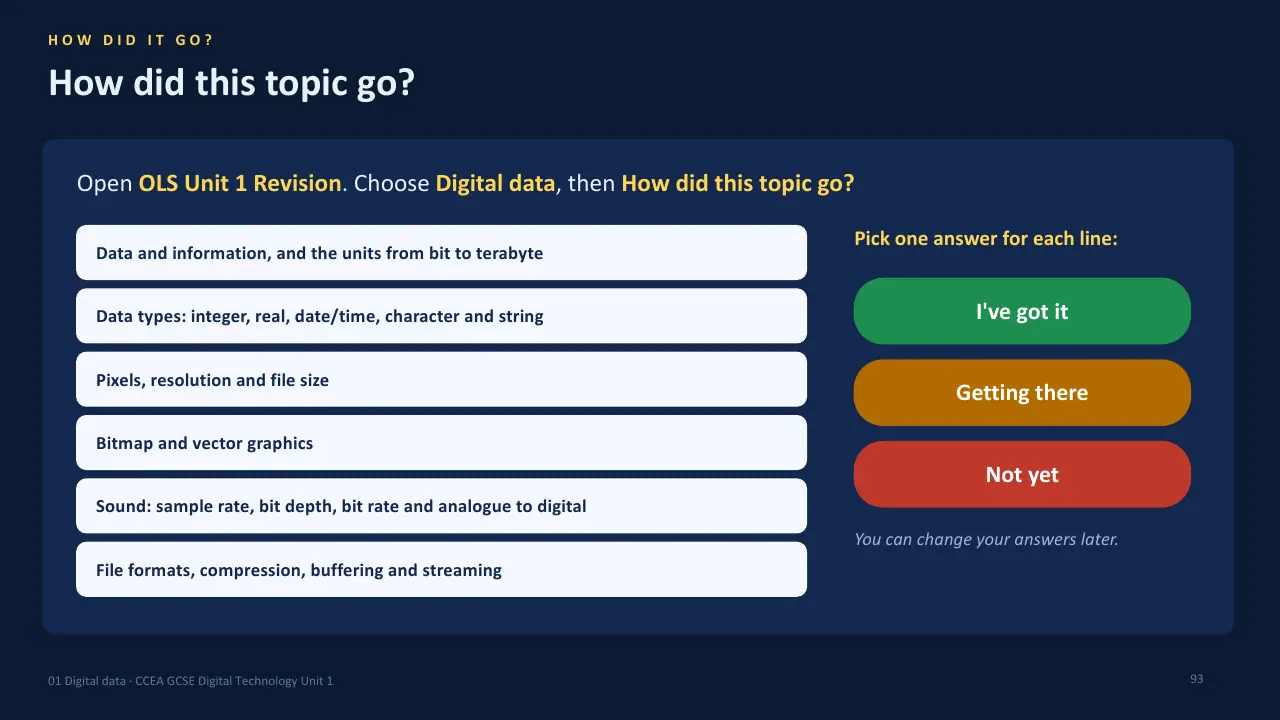 HOW DID IT GO?
How did this topic go?
Open OLS Unit 1 Revision. Choose Digital data, then How did this topic go?
Data and information, and the units from bit to terabyte
Data types: integer, real, date/time, character and string
Pixels, resolution and file size
Bitmap and vector graphics
Sound: sample rate, bit depth, bit rate and analogue to digital
File formats, compression, buffering and streaming
Pick one answer for each line:
I've got it
Getting there
Not yet
You can change your answers later.
01 Digital data · CCEA GCSE Digital Technology Unit 1
93